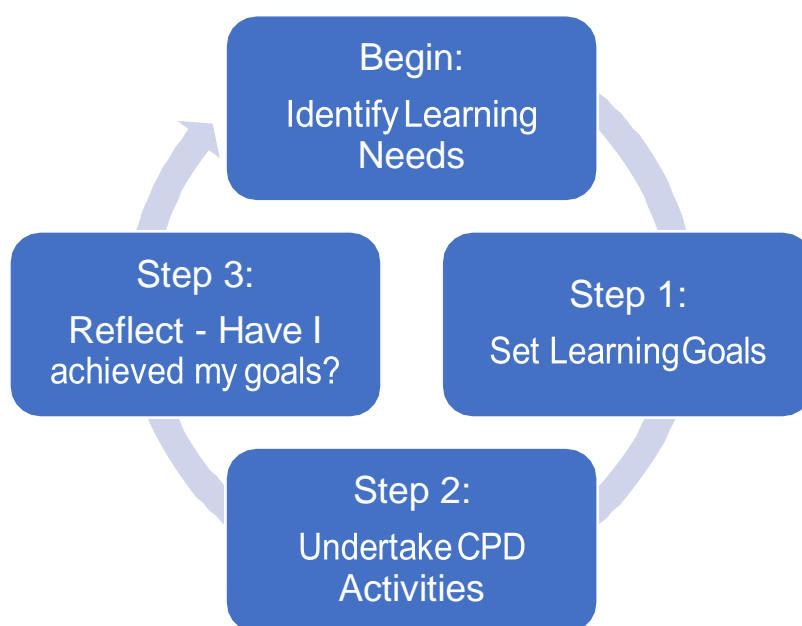 Begin:
Identify Learning
Needs
Step 1:
Set Learning Goals
Step 2:
Undertake CPD
Activities
Step 3:
Reflect - Have I
achieved my goals?